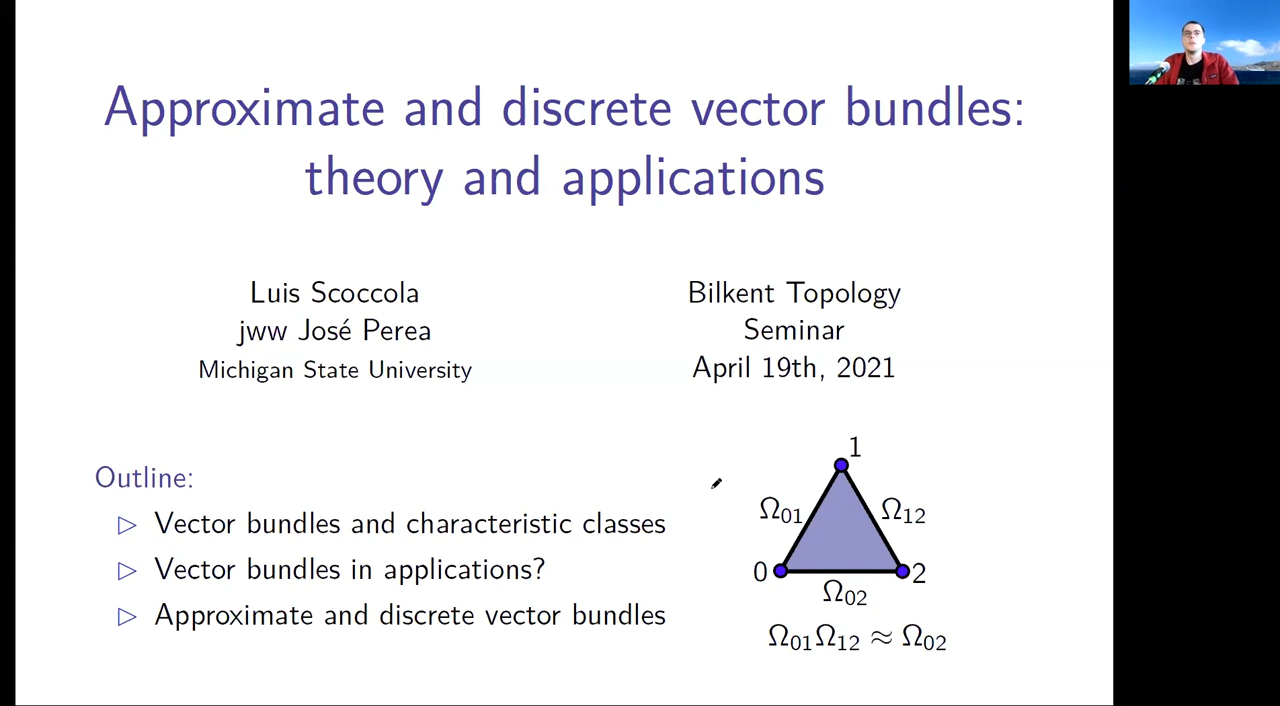 Approximate and discrete vector bundles:
theory and applications
Luis Scoccola
jww José Perea
Michigan State University
Bilkent Topology
Seminar
April 19th, 2021
Outline:
▷ Vector bundles and characteristic classes
▷ Vector bundles in applications?
▷ Approximate and discrete vector bundles
1
Ω₀₁ Ω₁₂
0 2
Ω₀₂
Ω₀₁Ω₁₂ ≈ Ω₀₂